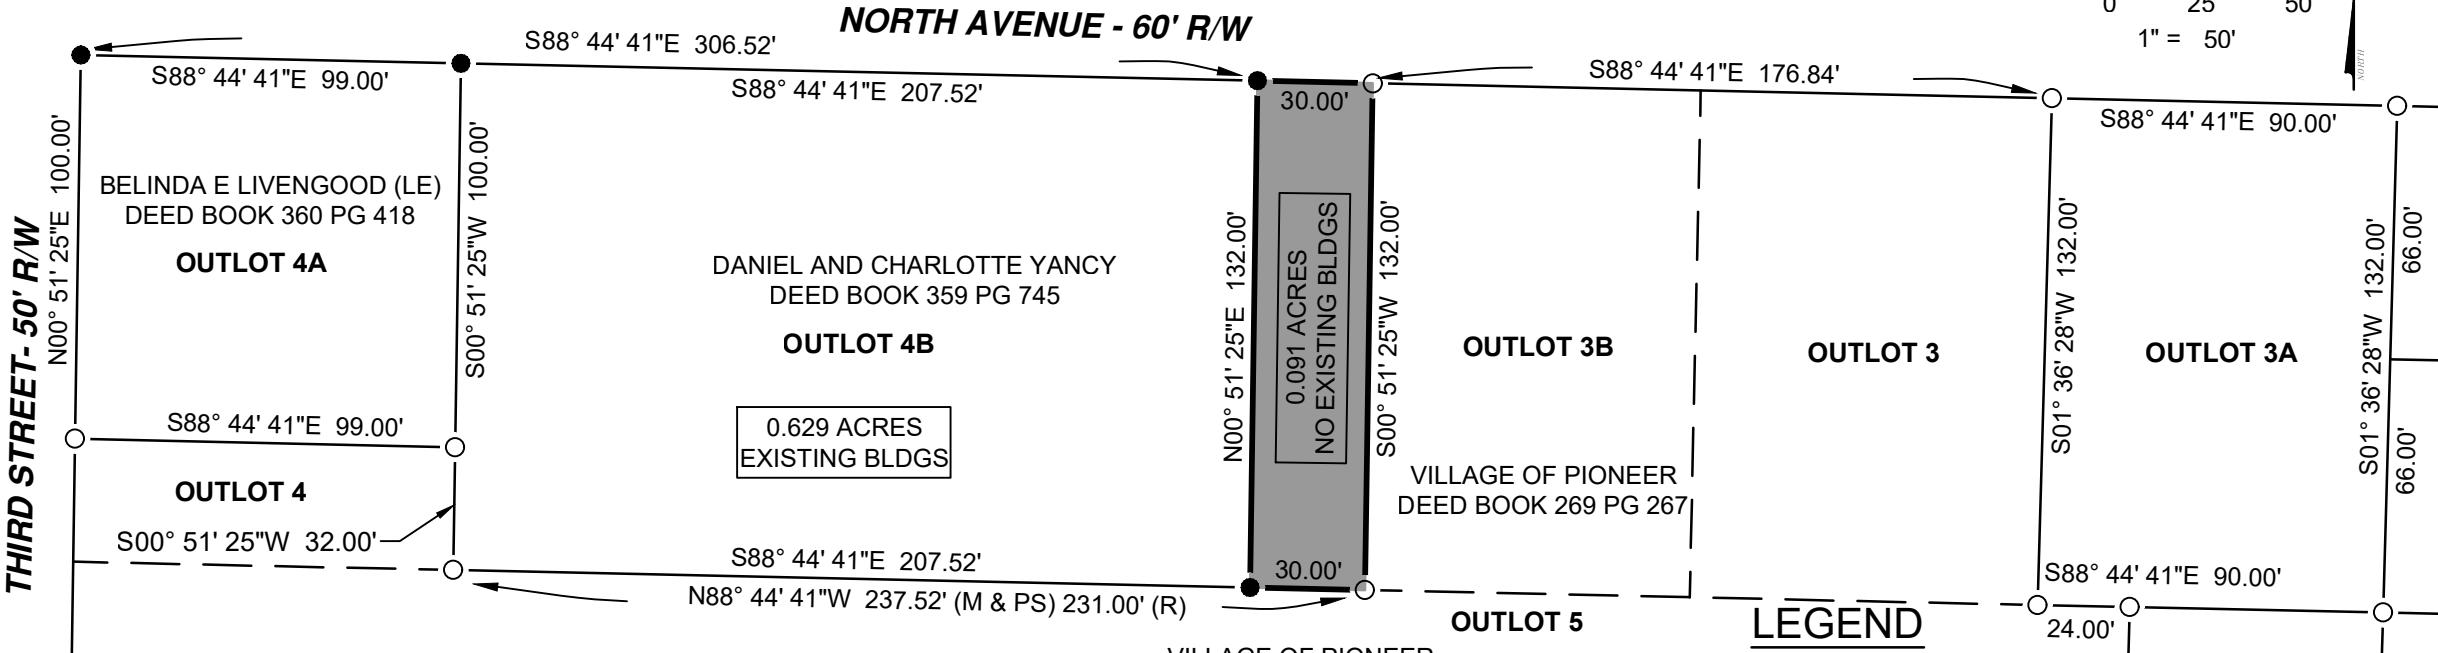 NORTH AVENUE - 60' R/W
0 25 50
1" = 50'
NORTH
S88° 44' 41"E 306.52'
S88° 44' 41"E 176.84'
S88° 44' 41"E 99.00'
S88° 44' 41"E 207.52'
30.00'
S88° 44' 41"E 90.00'
THIRD STREET- 50' R/W
N00° 51' 25"E 100.00'
BELINDA E LIVENGOOD (LE)
DEED BOOK 360 PG 418
OUTLOT 4A
S00° 51' 25"W 100.00'
DANIEL AND CHARLOTTE YANCY
DEED BOOK 359 PG 745
OUTLOT 4B
0.629 ACRES
EXISTING BLDGS
N00° 51' 25"E 132.00'
0.091 ACRES
NO EXISTING BLDGS
S00° 51' 25"W 132.00'
OUTLOT 3B
VILLAGE OF PIONEER
DEED BOOK 269 PG 267
OUTLOT 3
S01° 36' 28"W 132.00'
OUTLOT 3A
S01° 36' 28"W 132.00'
66.00'
66.00'
S88° 44' 41"E 99.00'
OUTLOT 4
S00° 51' 25"W 32.00'
S88° 44' 41"E 207.52'
30.00'
N88° 44' 41"W 237.52' (M & PS) 231.00' (R)
S88° 44' 41"E 90.00'
24.00'
OUTLOT 5
LEGEND
VILLAGE OF PIONEER